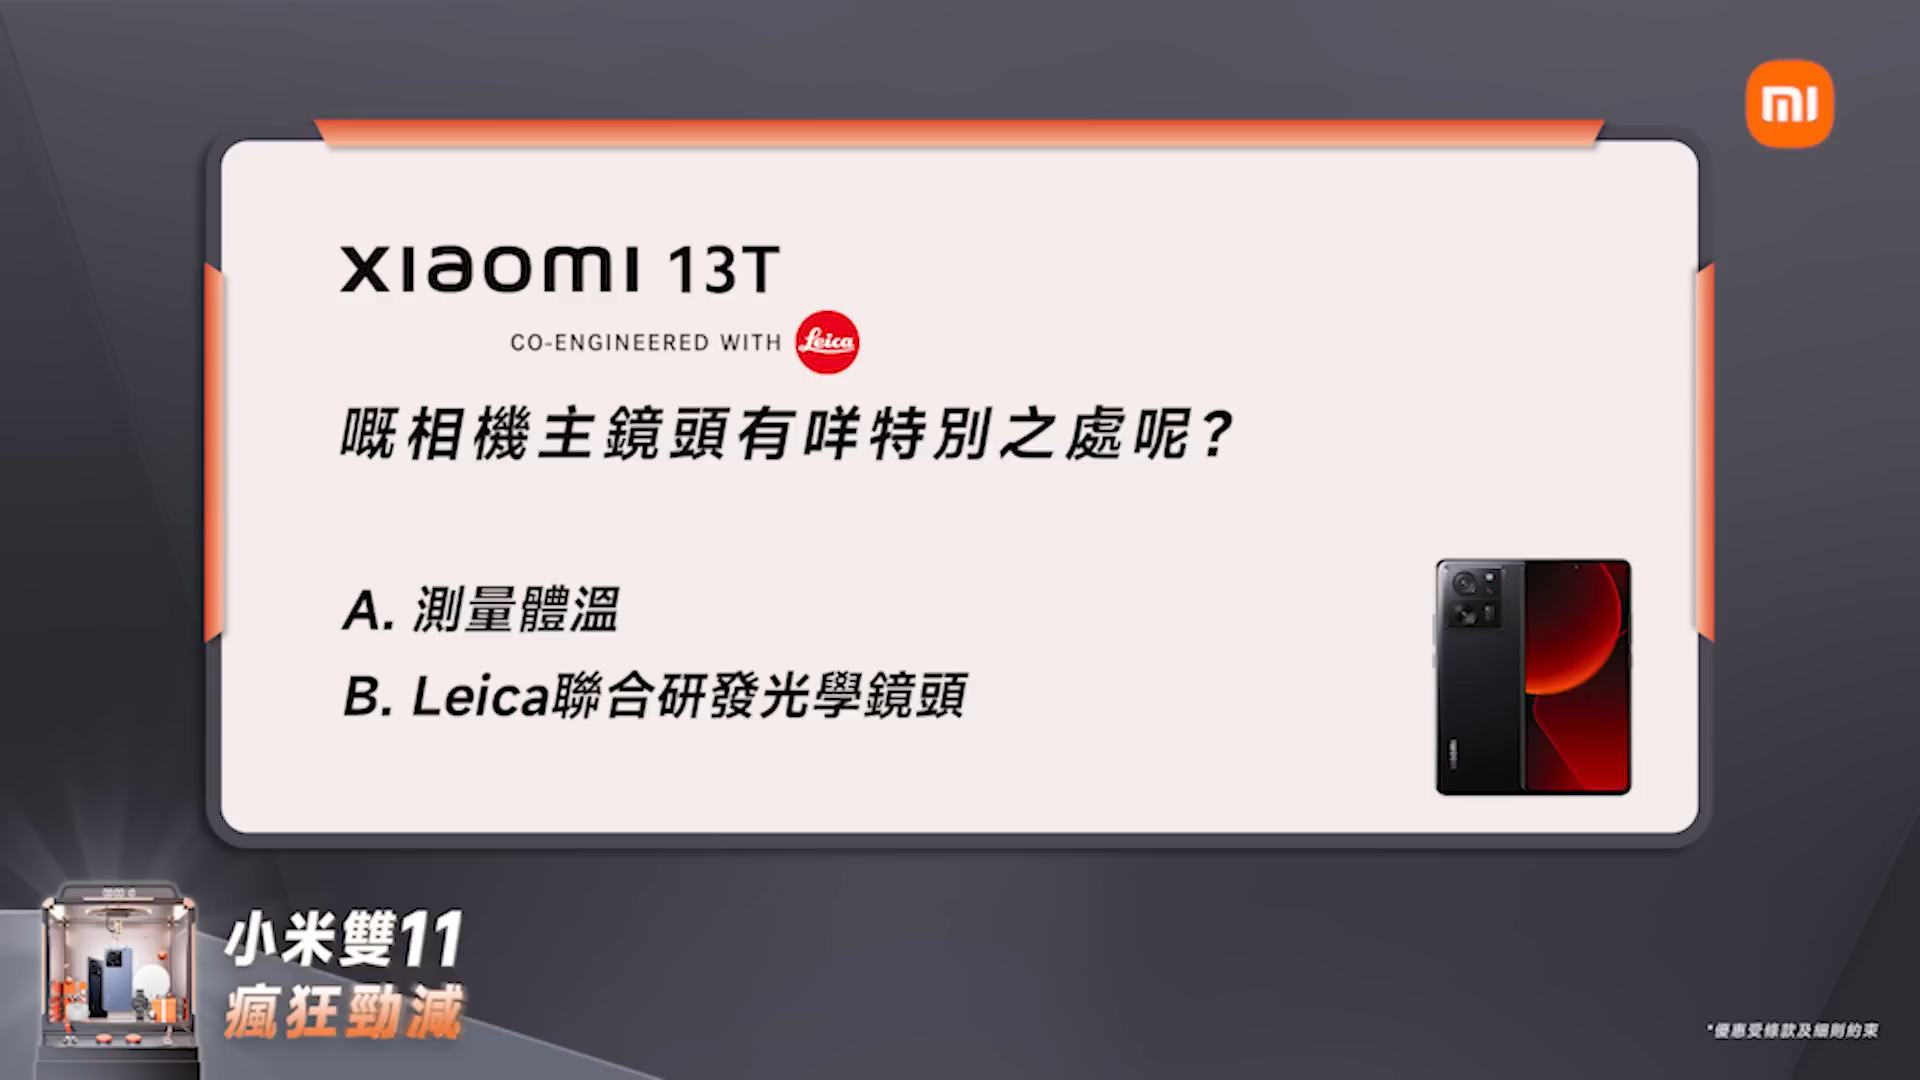 xiaomi 13T
CO-ENGINEERED WITH Leica
嘅相機主鏡頭有咩特別之處呢?
A. 測量體溫
B. Leica聯合研發光學鏡頭
小米雙11
瘋狂勁減
*優惠受條款及細則約束